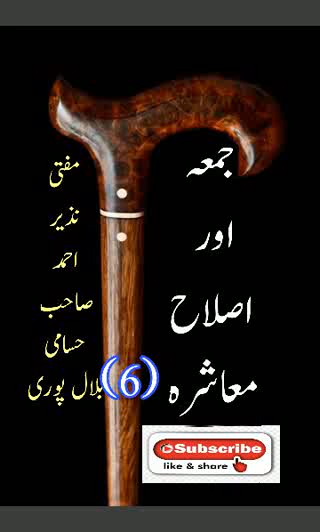 جمعہ
اور
اصلاح
معاشرہ
(6)
مفتی
نذیر
احمد
صاحب
حسامی
بلال پوری
Subscribe
like & share